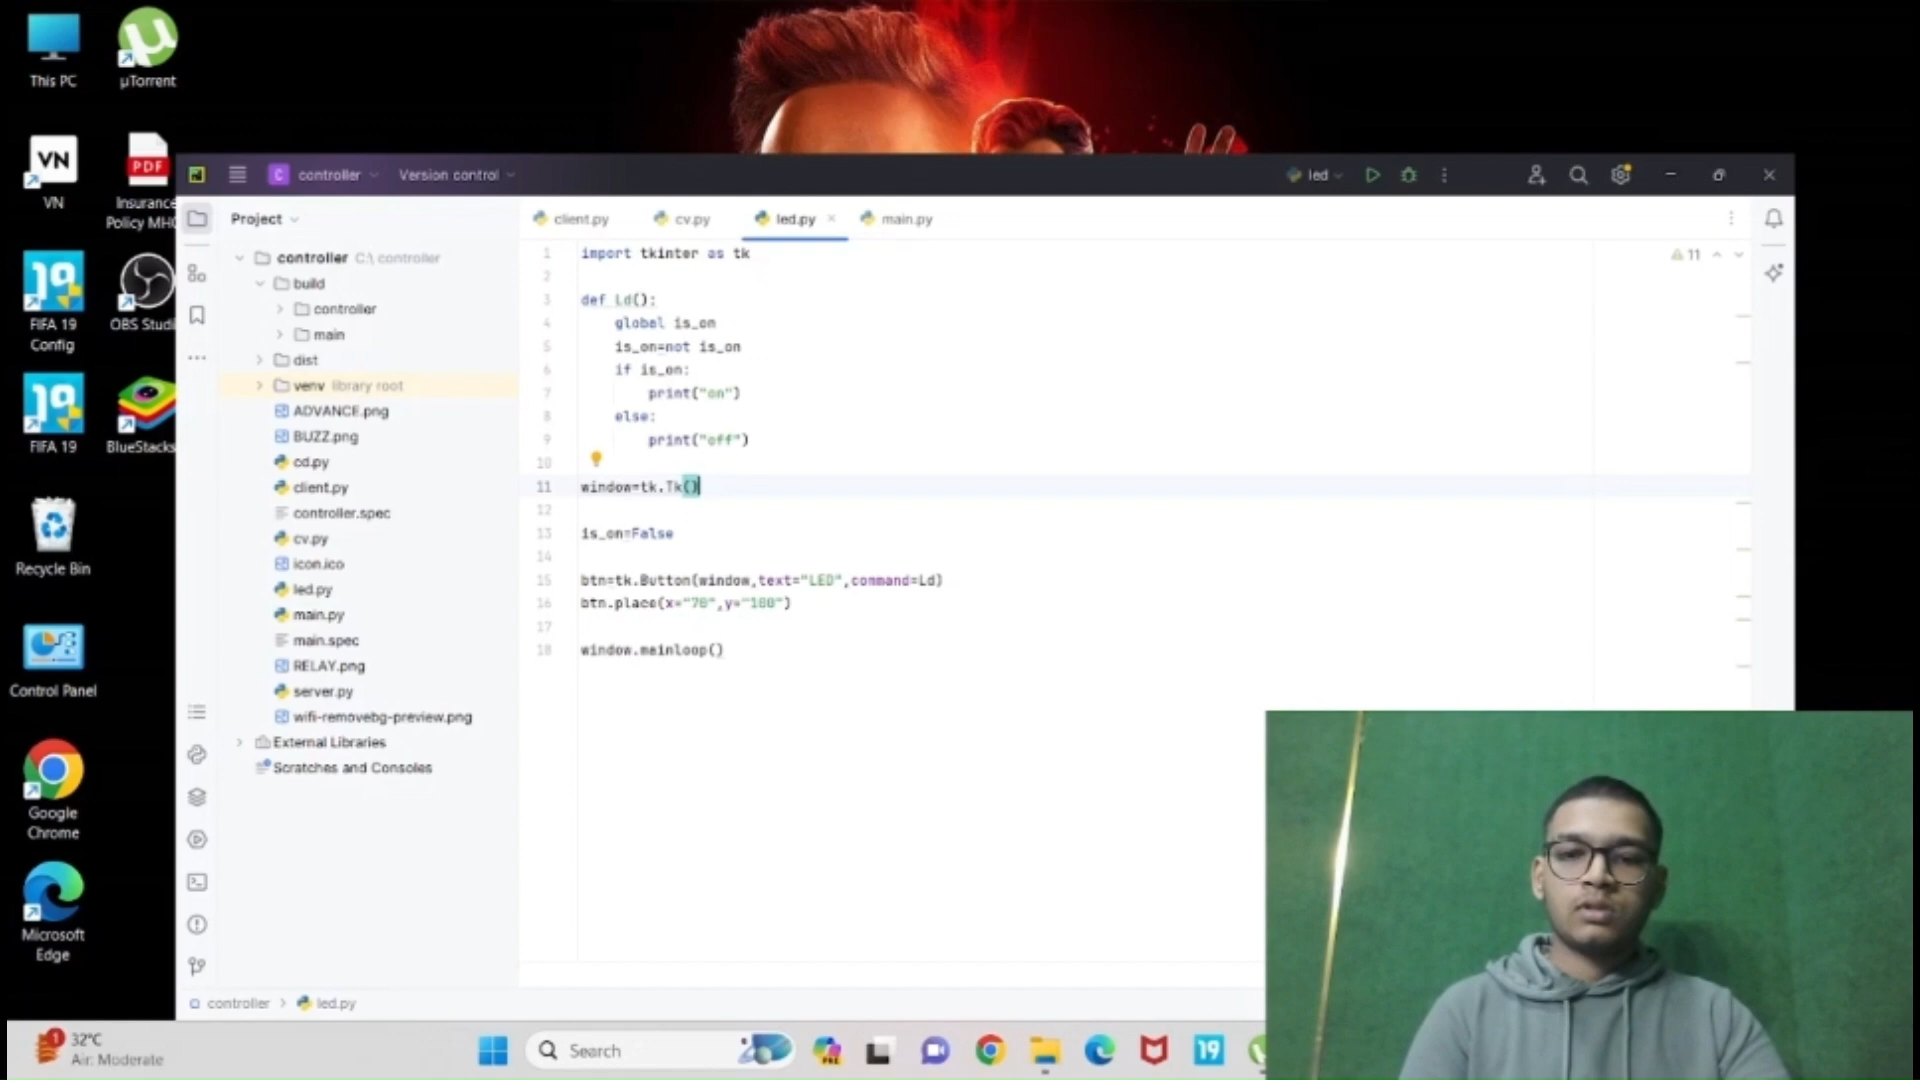 This PC
µTorrent
VN
VN
PDF
Insurance
Policy MH
19
FIFA 19
Config
OBS Studi
19
FIFA 19
BlueStacks
Recycle Bin
Control Panel
Google
Chrome
Microsoft
Edge
C controller
Version control
led
Project
client.py
cv.py
led.py
main.py
controller C:\ controller
build
controller
main
dist
venv library root
ADVANCE.png
BUZZ.png
cd.py
client.py
controller.spec
cv.py
icon.ico
led.py
main.py
main.spec
RELAY.png
server.py
wifi-removebg-preview.png
External Libraries
Scratches and Consoles
11
1 import tkinter as tk
2
3 def Ld():
4 global is_on
5 is_on=not is_on
6 if is_on:
7 print("on")
8 else:
9 print("off")
10
11 window=tk.Tk()
12
13 is_on=False
14
15 btn=tk.Button(window,text="LED",command=Ld)
16 btn.place(x="70",y="100")
17
18 window.mainloop()
controller > led.py
1
32°C
Air: Moderate
Search
PRE
19